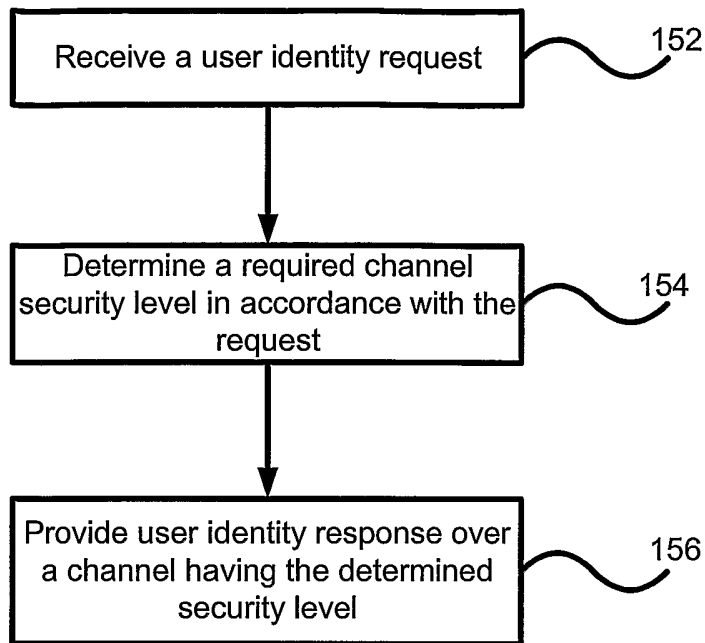 Receive a user identity request
152
Determine a required channel
security level in accordance with the
request
154
Provide user identity response over
a channel having the determined
security level
156